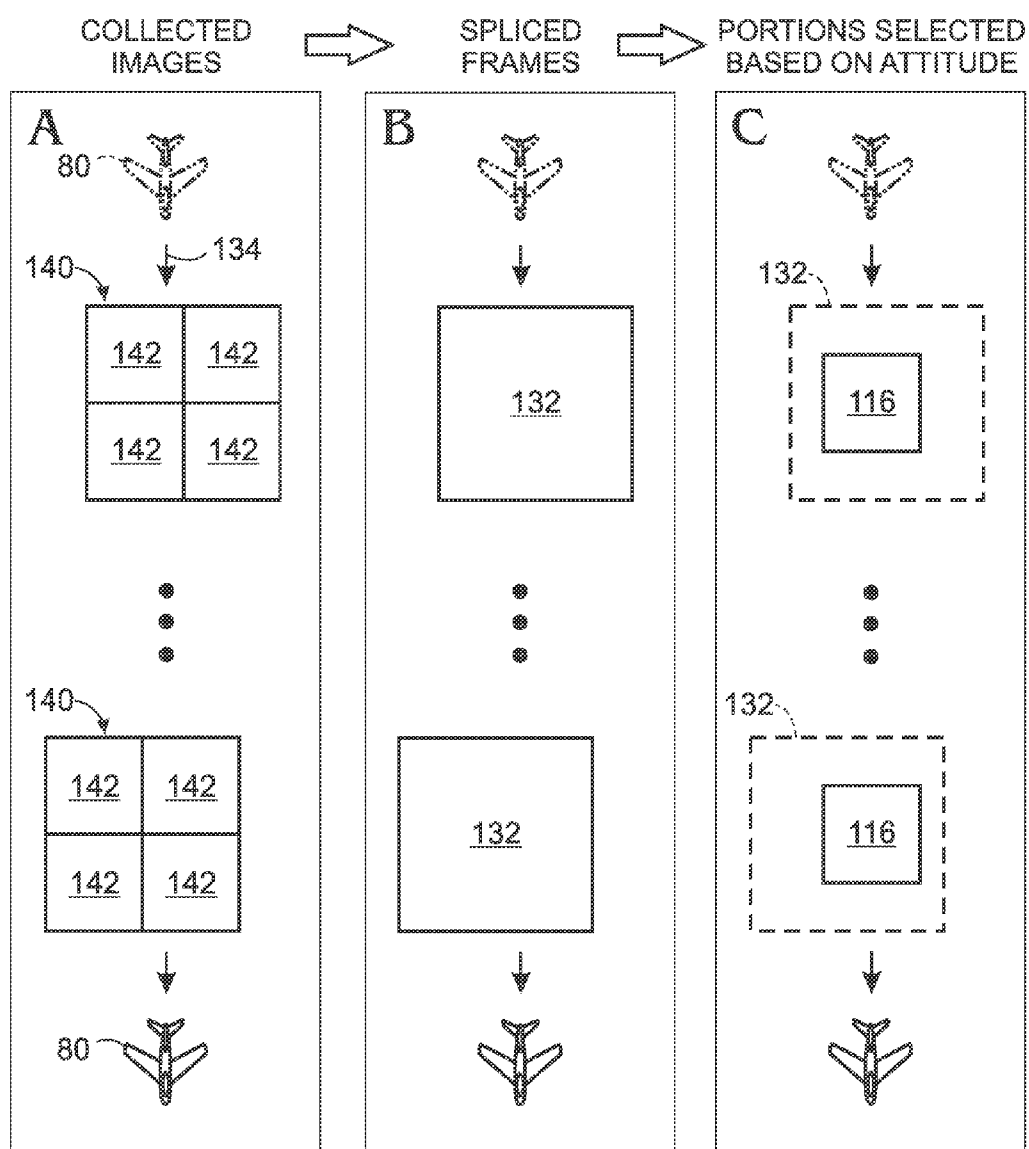 COLLECTED IMAGES
SPLICED FRAMES
PORTIONS SELECTED BASED ON ATTITUDE
A
B
C
80
134
140
132
142 142
132
116
142 142
140
132
142 142
132
116
142 142
80